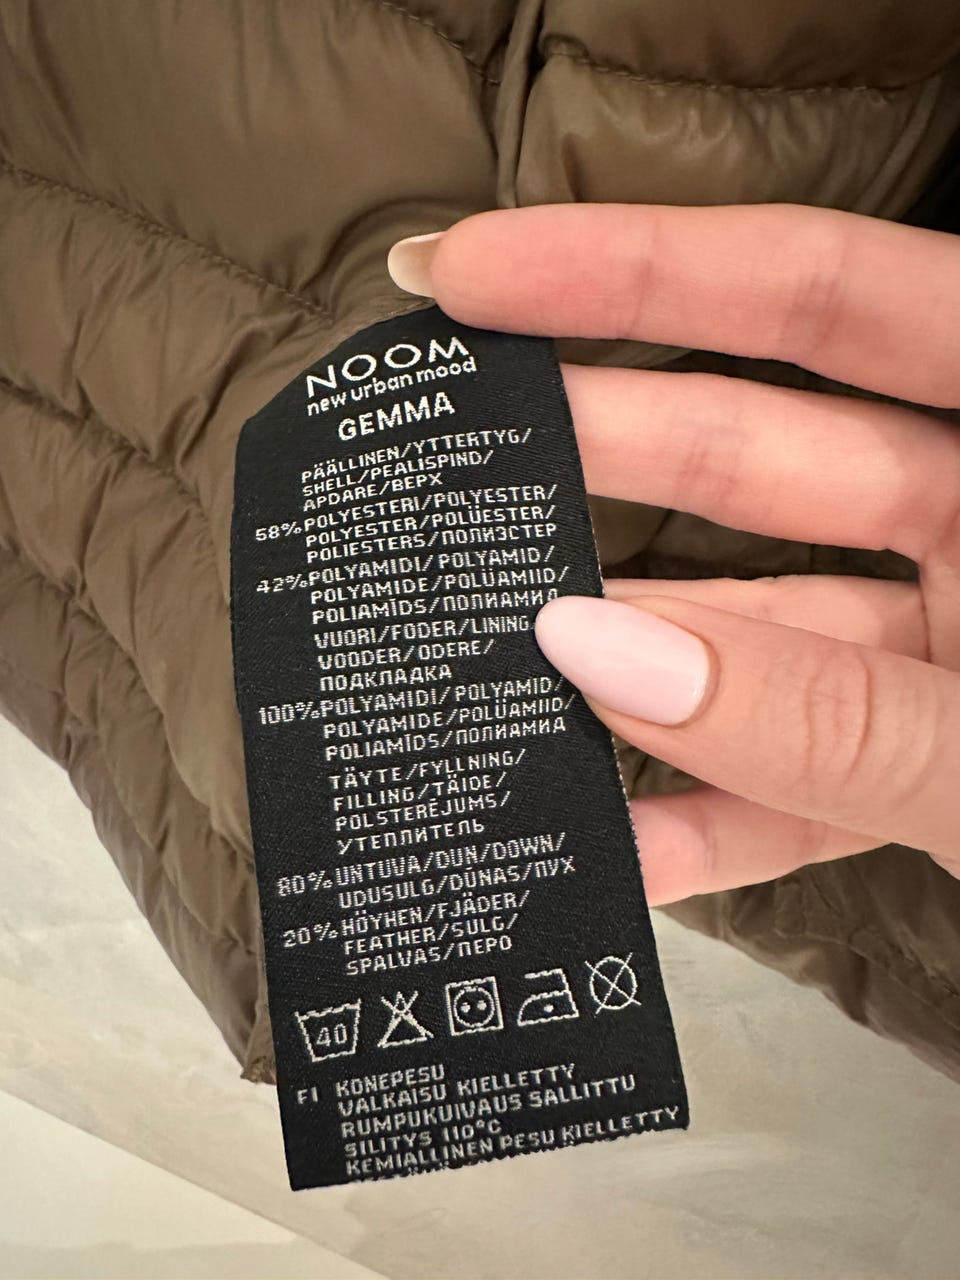 NOOM
new urban mood
GEMMA
PÄÄLLINEN/YTTERTYG/
SHELL/PEALISPIND/
APDARE/ВЕРХ
58% POLYESTERI/POLYESTER/
POLYESTER/POLÜESTER/
POLIESTERS/ПОЛИЭСТЕР
42% POLYAMIDI/POLYAMID/
POLYAMIDE/POLÜAMIID/
POLIAMĪDS/ПОЛИАМИД
VUORI/FODER/LINING
VOODER/ODERE/
ПОДКЛАДКА
100% POLYAMIDI/POLYAMID/
POLYAMIDE/POLÜAMIID/
POLIAMĪDS/ПОЛИАМИД
TÄYTE/FYLLNING/
FILLING/TÄIDE/
POLSTERĒJUMS/
УТЕПЛИТЕЛЬ
80% UNTUVA/DUN/DOWN/
UDUSULG/DŪNAS/ПУХ
20% HÖYHEN/FJÄDER/
FEATHER/SULG/
SPALVAS/ПЕРО
40
FI KONEPESU
VALKAISU KIELLETTY
RUMPUKUIVAUS SALLITTU
SILITYS 110°C
KEMIALLINEN PESU KIELLETTY